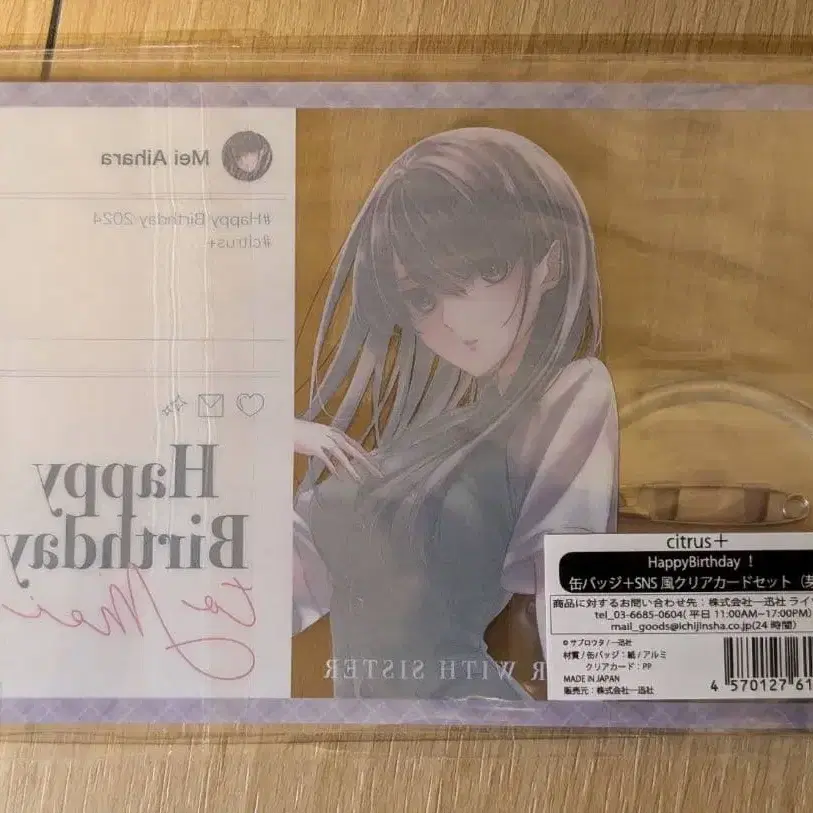 Mei Aihara
#Happy Birthday 2024
#citrus+
Happy
Birthday
to Mei
R WITH SISTER
citrus＋
HappyBirthday ！
缶バッジ＋SNS 風クリアカードセット（芽
商品に対するお問い合わせ先：株式会社一迅社 ライ
tel_03-6685-0604( 平日 11:00AM~17:00PM)
mail_goods@ichijinsha.co.jp(24 時間)
©サブロウタ / 一迅社
材質 / 缶バッジ：紙 / アルミ
クリアカード：PP
MADE IN JAPAN
販売元：株式会社一迅社
4 570127 61